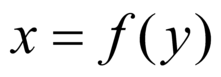 x = f(y)